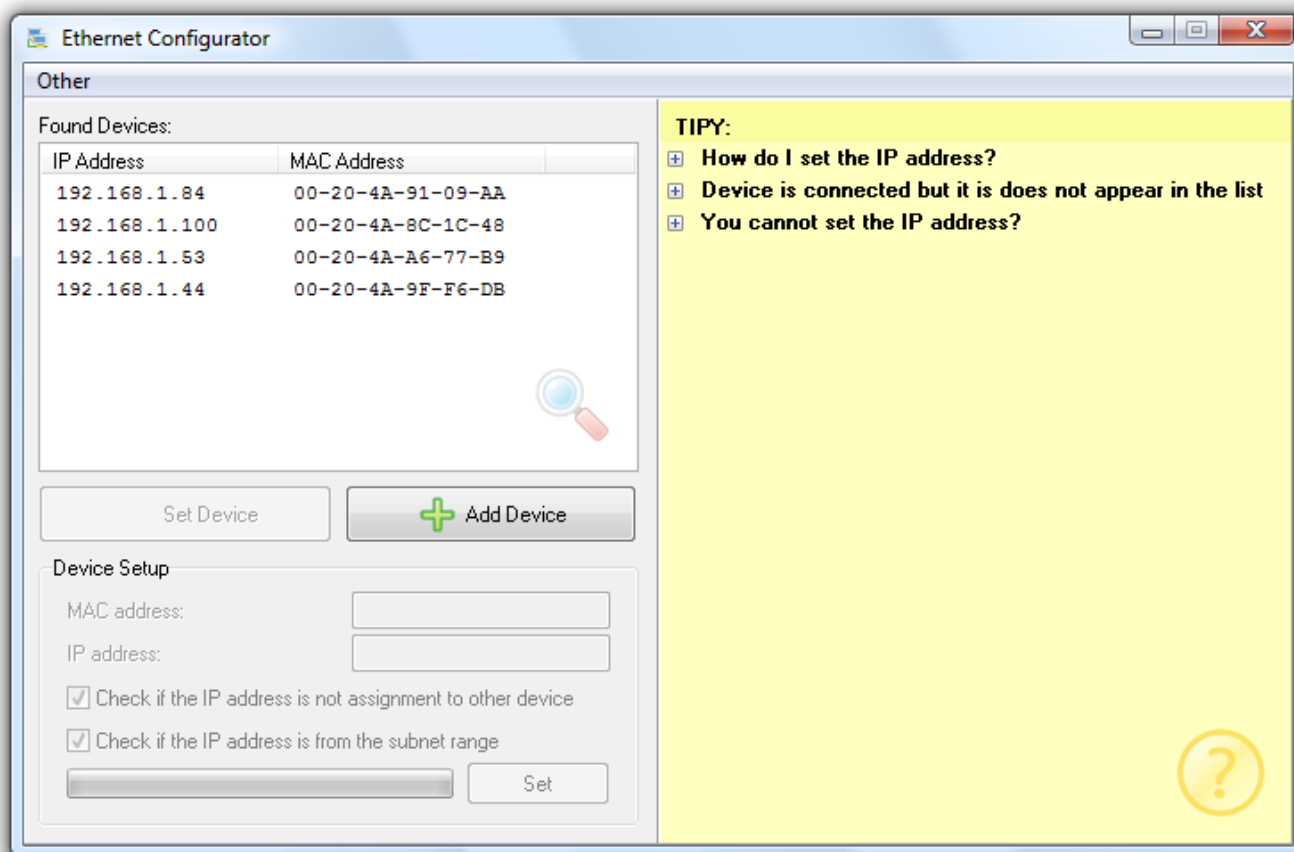 Ethernet Configurator
Other
Found Devices:
IP Address MAC Address
192.168.1.84 00-20-4A-91-09-AA
192.168.1.100 00-20-4A-8C-1C-48
192.168.1.53 00-20-4A-A6-77-B9
192.168.1.44 00-20-4A-9F-F6-DB
Set Device Add Device
Device Setup
MAC address:
IP address:
Check if the IP address is not assignment to other device
Check if the IP address is from the subnet range
Set
TIPY:
How do I set the IP address?
Device is connected but it is does not appear in the list
You cannot set the IP address?
?